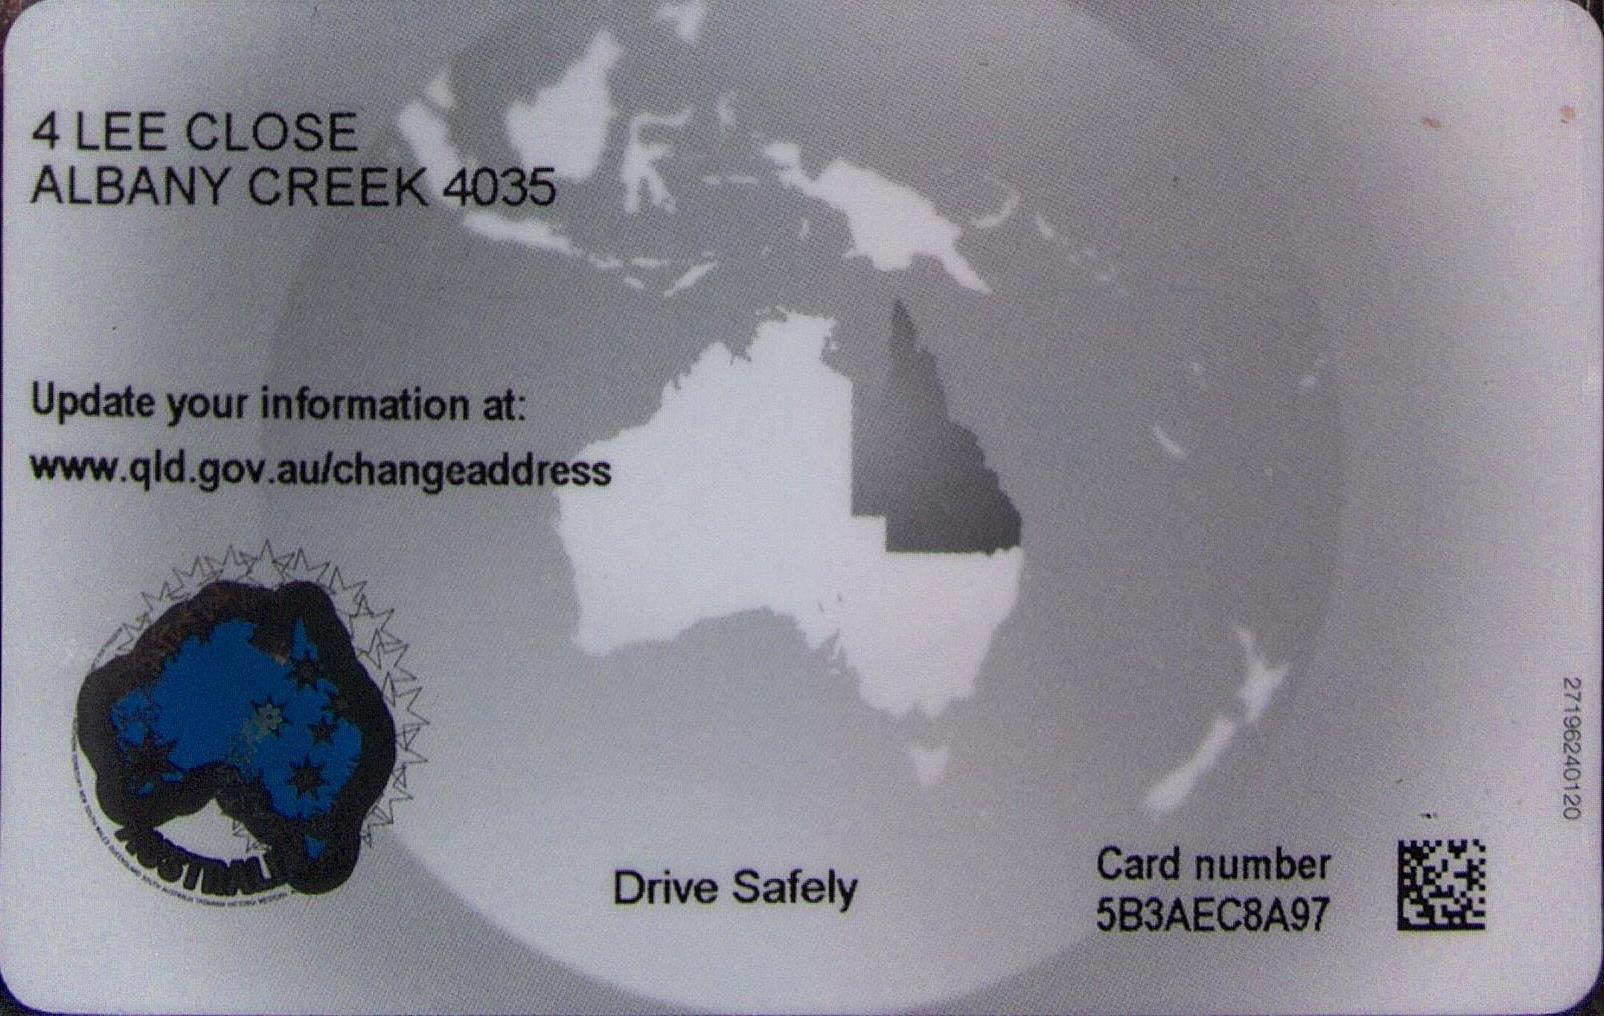 4 LEE CLOSE
ALBANY CREEK 4035
Update your information at:
www.qld.gov.au/changeaddress
AUSTRALIA
Drive Safely
Card number
5B3AEC8A97
27196240120